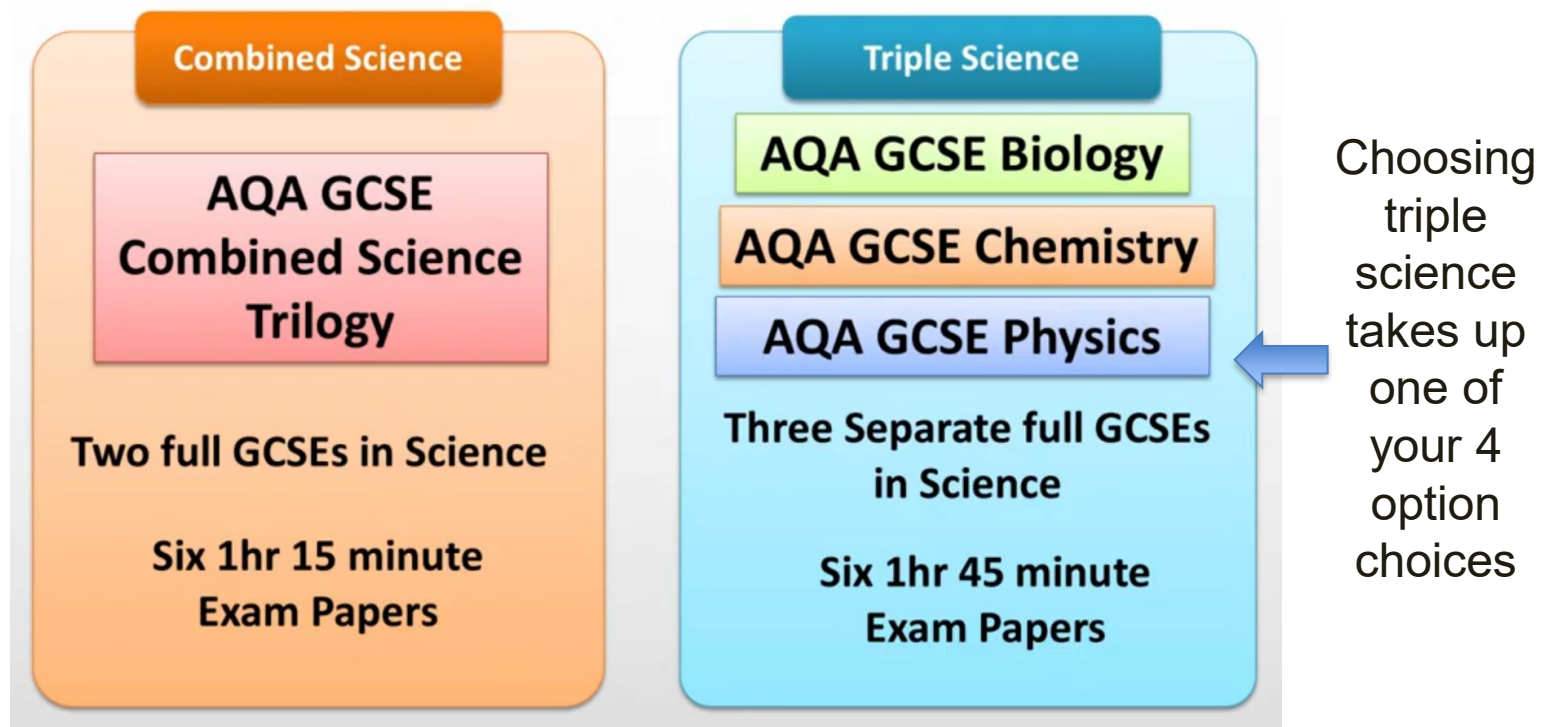 Combined Science
AQA GCSE
Combined Science
Trilogy
Two full GCSEs in Science
Six 1hr 15 minute
Exam Papers
Triple Science
AQA GCSE Biology
AQA GCSE Chemistry
AQA GCSE Physics
Three Separate full GCSEs
in Science
Six 1hr 45 minute
Exam Papers
Choosing
triple
science
takes up
one of
your 4
option
choices